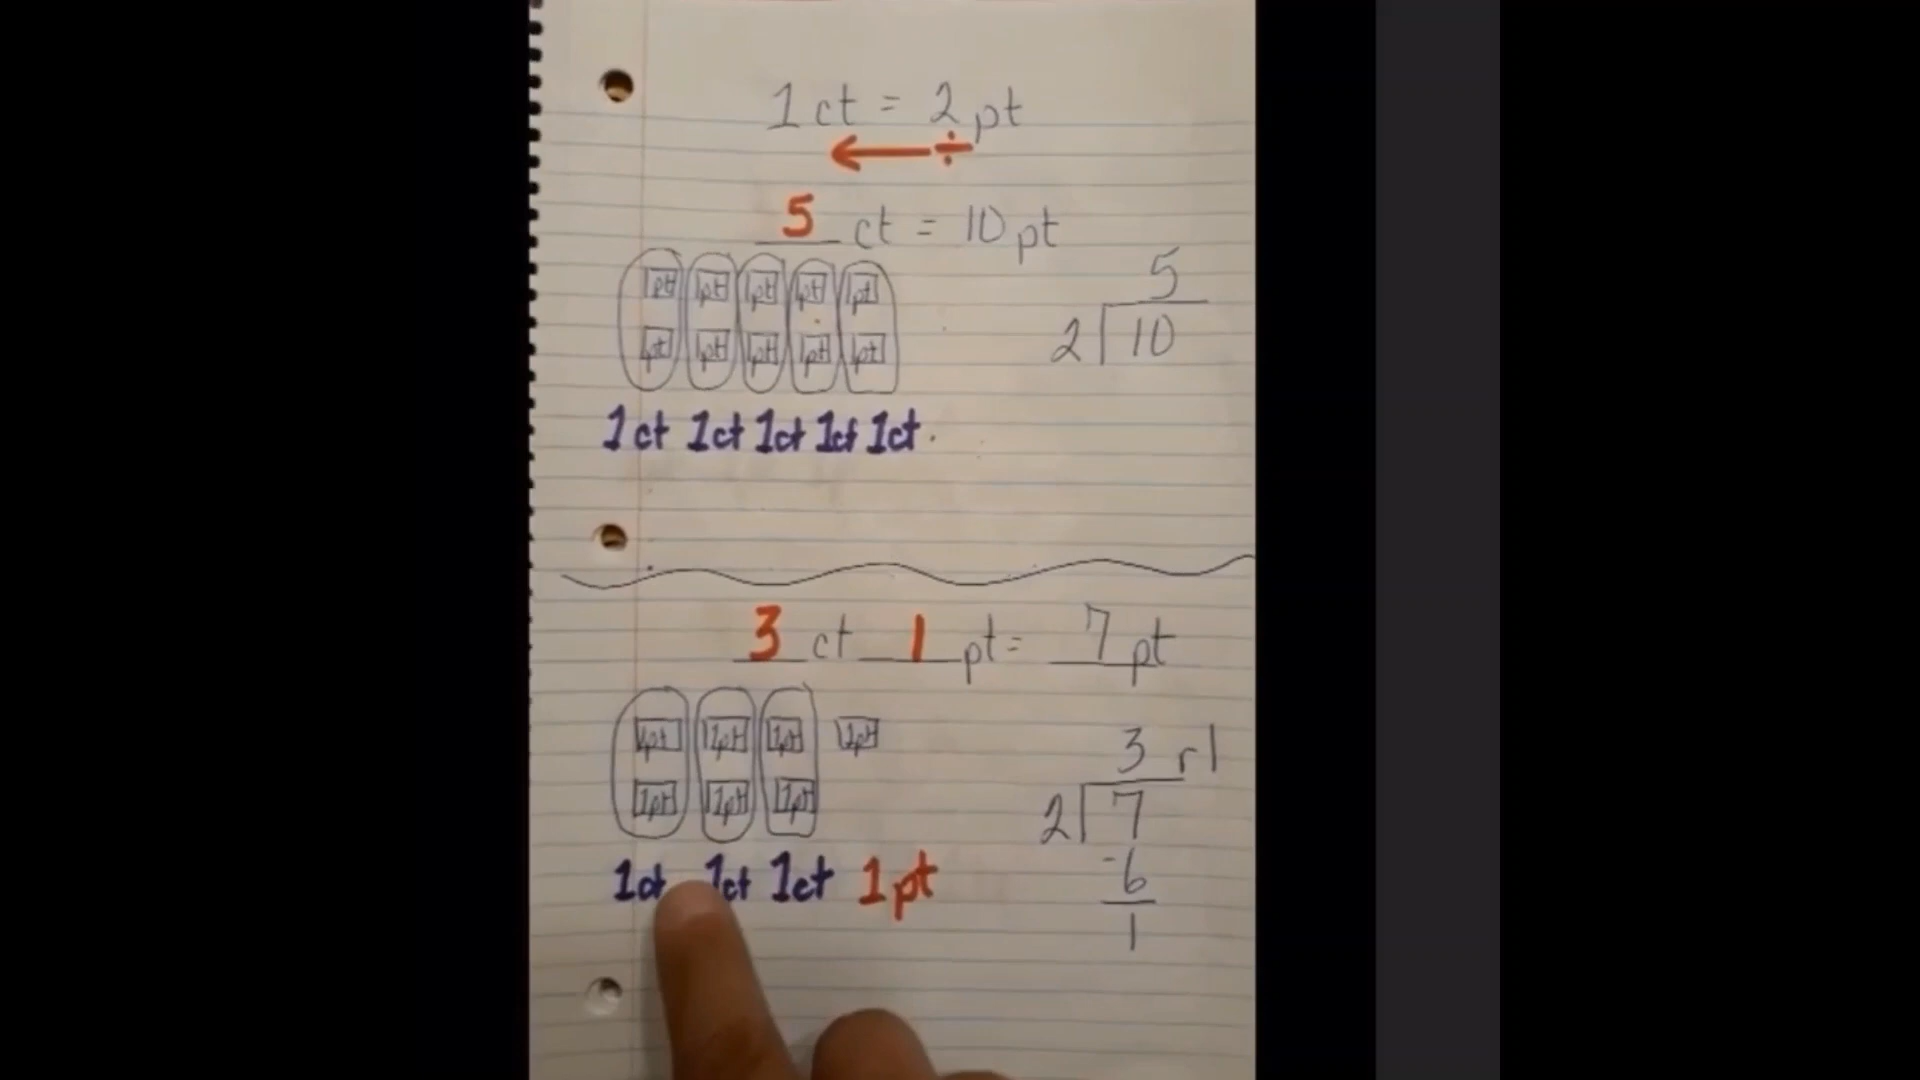 1 ct = 2 pt
← ÷
5 ct = 10 pt
1pt 1pt 1pt 1pt 1pt
1pt 1pt 1pt 1pt 1pt
1ct 1ct 1ct 1ct 1ct
5
2 10
3 ct 1 pt = 7 pt
1pt 1pt 1pt 1pt
1pt 1pt 1pt
1ct 1ct 1ct 1pt
3 r1
2 7
-6
1